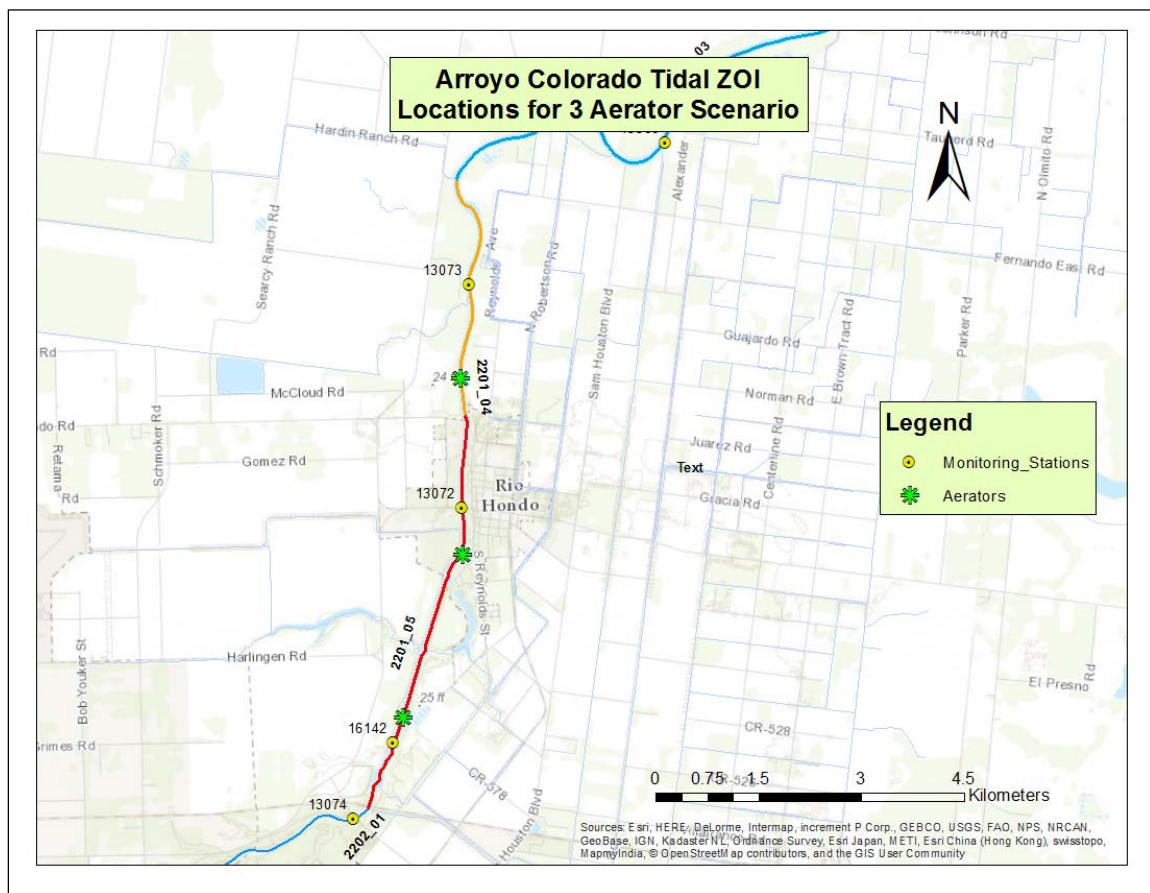 Arroyo Colorado Tidal ZOI
Locations for 3 Aerator Scenario
03
Rd
Hardin Ranch Rd
N
Alexander
N Olmito Rd
Searcy Ranch Rd
13073
Reynolds Ave
N Robertson Rd
Fernando East Rd
Sam Houston Blvd
Guajardo Rd
E Brown Tract Rd
Parker Rd
Rd
24
2201_04
McCloud Rd
Norman Rd
Rd
Retama
Schmoker Rd
Gomez Rd
Juarez Rd
Text
Centerline Rd
Legend
Monitoring_Stations
Aerators
Rd
13072
Rio
Hondo
Gracia Rd
S Reynolds St
2201_05
Harlingen Rd
Bob Youker St
25 ft
El Presno
Rd
16142
Grimes Rd
CR-528
CR-578
CR-526
0 0.75 1.5 3 4.5
Kilometers
13074
2202_01
Houston Blvd
Sources: Esri, HERE, DeLorme, Intermap, increment P Corp., GEBCO, USGS, FAO, NPS, NRCAN,
GeoBase, IGN, Kadaster NL, Ordnance Survey, Esri Japan, METI, Esri China (Hong Kong), swisstopo,
MapmyIndia, © OpenStreetMap contributors, and the GIS User Community